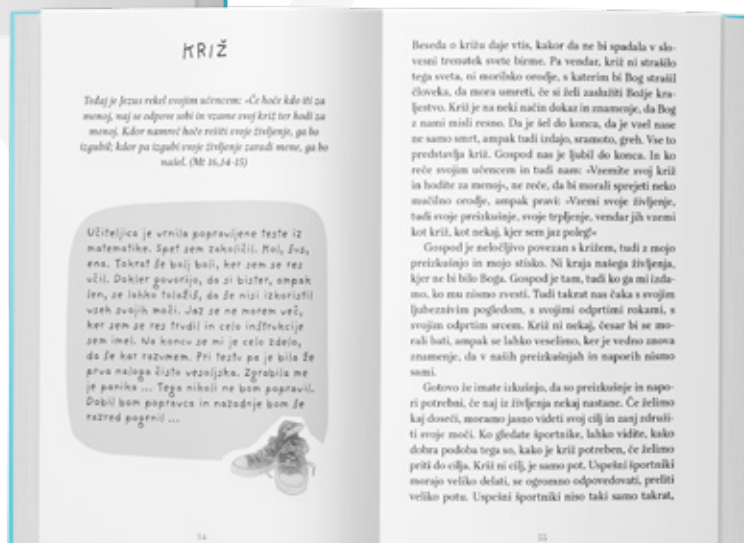 KRIŽ
Tedaj je Jezus rekel svojim učencem: »Če hoče kdo iti za
menoj, naj se odpove sebi in vzame svoj križ ter hodi za
menoj. Kdor namreč hoče rešiti svoje življenje, ga bo
izgubil; kdor pa izgubi svoje življenje zaradi mene, ga bo
našel. (Mt 16,24-25)
Učiteljica je vrnila popravljene teste iz
matematike. Spet sem zaholičil. Kol, šus,
ena. Tokrat še bolj boli, ker sem se res
učil. Dokler govorijo, da si bister, ampak
len, se lahko tolažiš, da še nisi izkoristil
vseh svojih moči. Jaz se ne morem več,
ker sem se res trudil in celo inštrukcije
sem imel. Na koncu se mi je celo zdelo,
da še kar razumem. Pri testu pa je bila že
prva naloga čisto vesoljska. Zgrabila me
je panika ... Tega nikoli ne bom popravil.
Dobil bom popravca in nazadnje bom še
razred ponavl ...
54
Beseda o križu daje vtis, kakor da ne bi spadala v slo-
vesni trenutek svete birme. Pa vendar, križ ni strašilo
tega sveta, ni morilsko orodje, s katerim bi Bog strašil
človeka, da mora umreti, če si želi zaslužiti Božje kra-
ljestvo. Križ je na neki način dokaz in znamenje, da Bog
z nami misli resno. Da je šel do konca, da je vzel nase
ne samo smrt, ampak tudi izdajo, sramoto, greh. Vse to
predstavlja križ. Gospod nas je ljubil do konca. In ko
reče svojim učencem in tudi nam: »Vzemite svoj križ
in hodite za menoj«, ne reče, da bi morali sprejeti neko
mučilno orodje, ampak pravi: »Vzemi svoje življenje,
tudi svoje preizkušnje, svoje trpljenje, vendar jih vzemi
kot križ, kot nekaj, kjer sem jaz poleg!«
Gospod je neločljivo povezan s križem, tudi z mojo
preizkušnjo in mojo stisko. Ni kraja našega življenja,
kjer ne bi bilo Boga. Gospod je tam, tudi ko ga mi izda-
mo, ko mu nismo zvesti. Tudi takrat nas čaka s svojim
ljubeznivim pogledom, s svojimi odprtimi rokami, s
svojim odprtim srcem. Križ ni nekaj, česar bi se mo-
rali bati, ampak se lahko veselimo, ker je vedno znova
znamenje, da v naših preizkušnjah in naporih nismo
sami.
Gotovo že imate izkušnjo, da so preizkušnje in napo-
ri potrebni, če naj iz življenja nekaj nastane. Če želimo
kaj doseči, moramo jasno videti svoj cilj in zanj združi-
ti svoje moči. Ko gledate športnike, lahko vidite, kako
dobra podoba tega so, kako je križ potreben, če želimo
priti do cilja. Križ ni cilj, je samo pot. Uspešni športniki
morajo veliko delati, se ogromno odpovedovati, preliti
veliko potu. Uspešni športniki niso taki samo takrat,
55